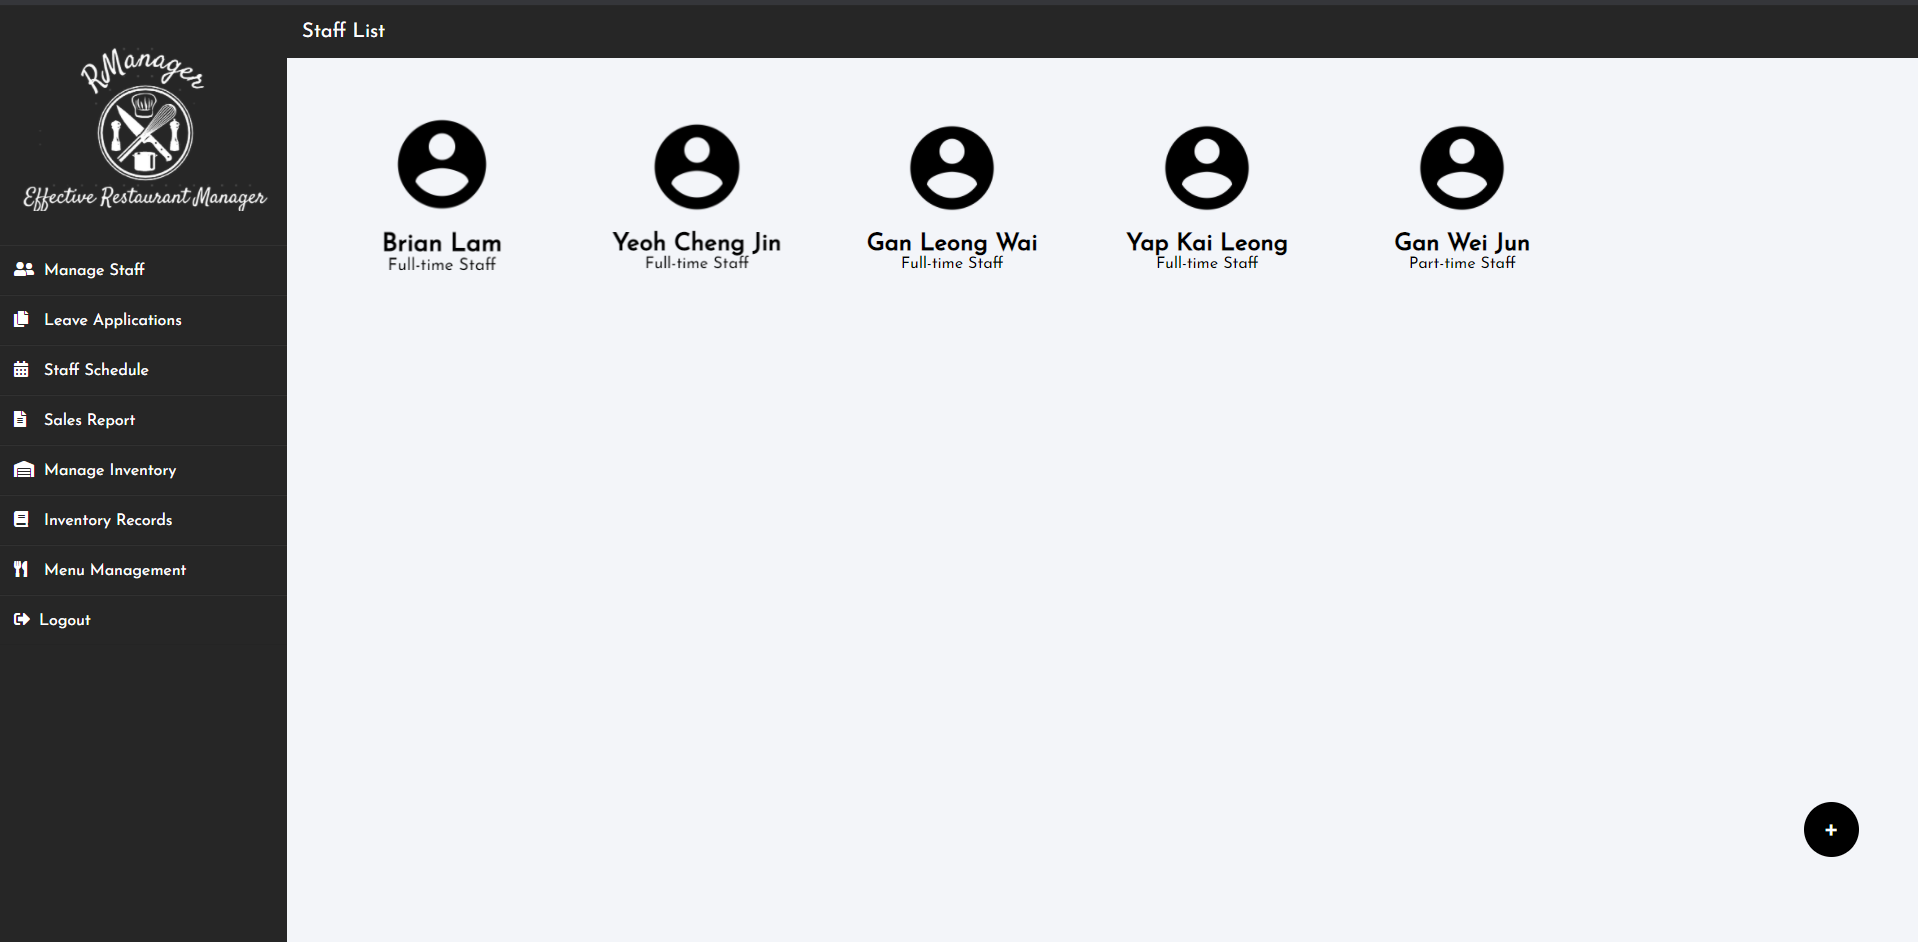 RManager
Effective Restaurant Manager
Manage Staff
Leave Applications
Staff Schedule
Sales Report
Manage Inventory
Inventory Records
Menu Management
Logout
Staff List
Brian Lam
Full-time Staff
Yeoh Cheng Jin
Full-time Staff
Gan Leong Wai
Full-time Staff
Yap Kai Leong
Full-time Staff
Gan Wei Jun
Part-time Staff
+